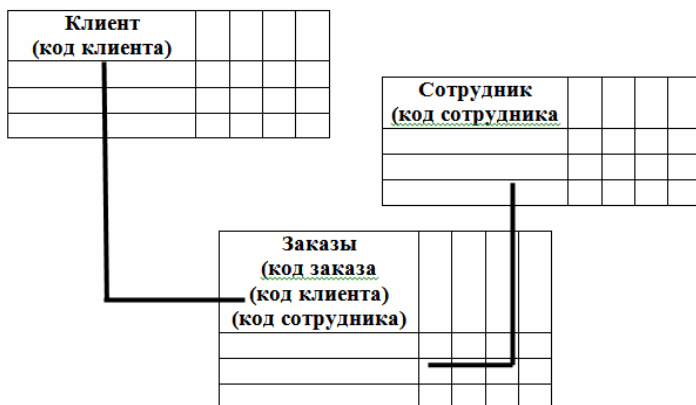 Клиент
(код клиента)
Сотрудник
(код сотрудника
Заказы
(код заказа
(код клиента)
(код сотрудника)